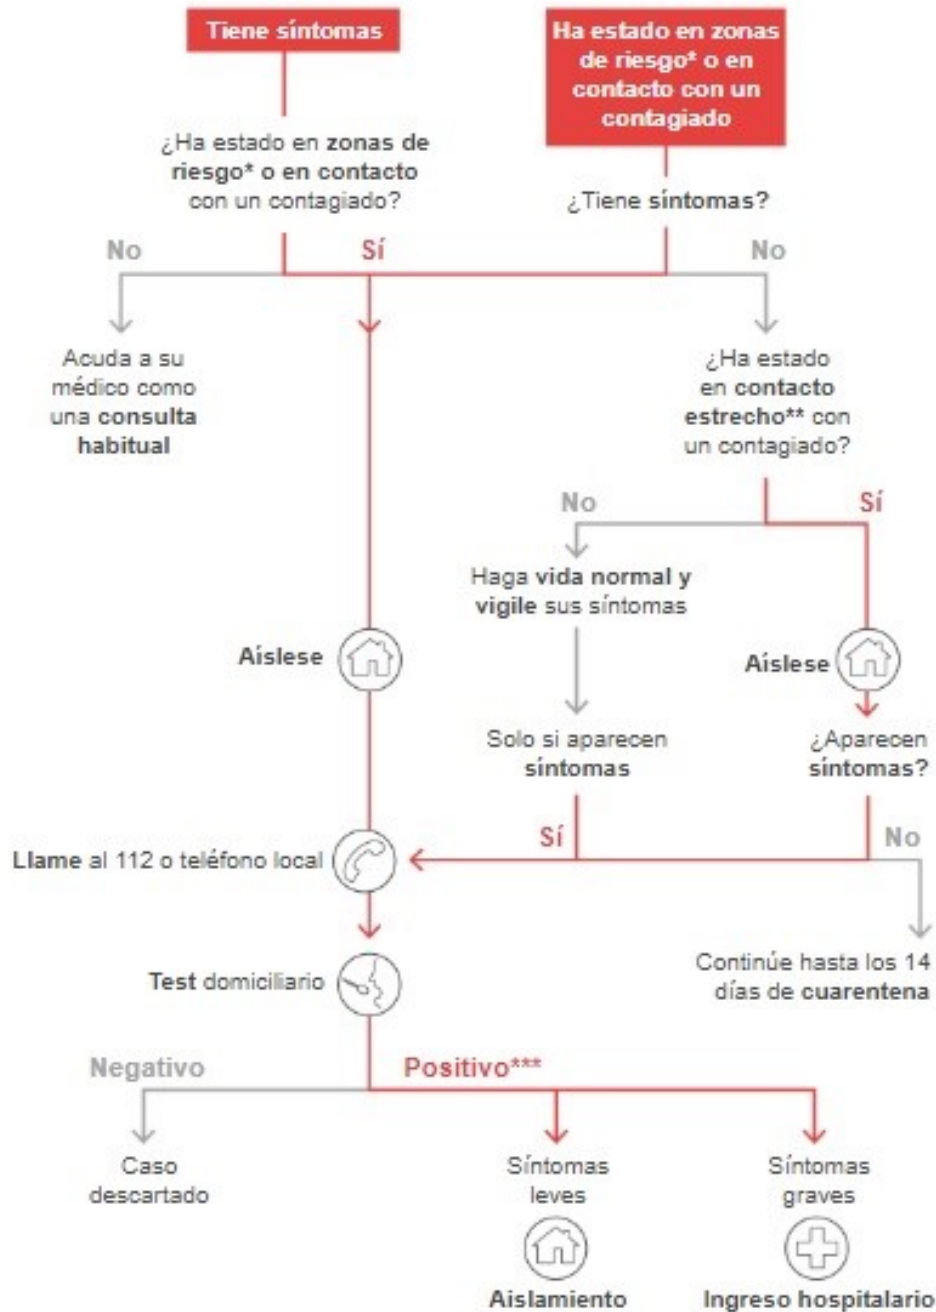 Tiene síntomas
Ha estado en zonas
de riesgo* o en
contacto con un
contagiado
¿Ha estado en zonas de
riesgo* o en contacto
con un contagiado?
¿Tiene síntomas?
No
Sí
No
Acuda a su
médico como
una consulta
habitual
¿Ha estado
en contacto
estrecho** con
un contagiado?
No
Sí
Haga vida normal y
vigile sus síntomas
Aíslese
Aíslese
Solo si aparecen
síntomas
¿Aparecen
síntomas?
Sí
No
Llame al 112 o teléfono local
Continúe hasta los 14
días de cuarentena
Test domiciliario
Negativo
Positivo***
Caso
descartado
Síntomas
leves
Síntomas
graves
Aislamiento
Ingreso hospitalario